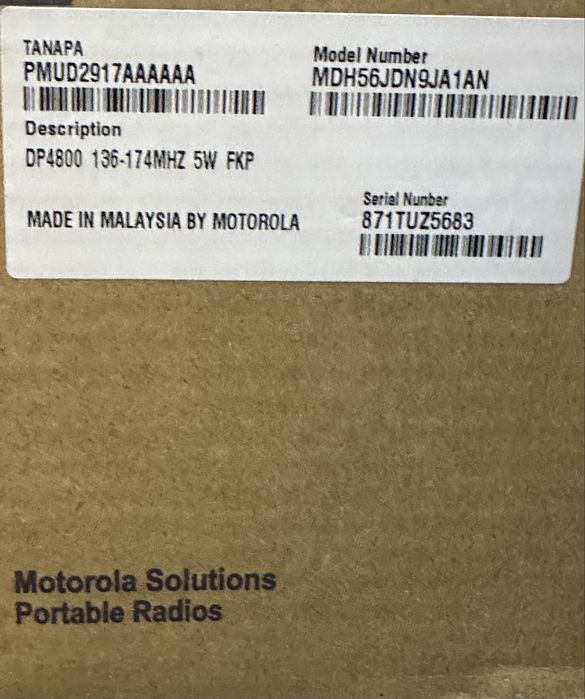 TANAPA
PMUD2917AAAAAA
Model Number
MDH56JDN9JA1AN
Description
DP4800 136-174MHZ 5W FKP
Serial Number
871TUZ5683
MADE IN MALAYSIA BY MOTOROLA
Motorola Solutions
Portable Radios